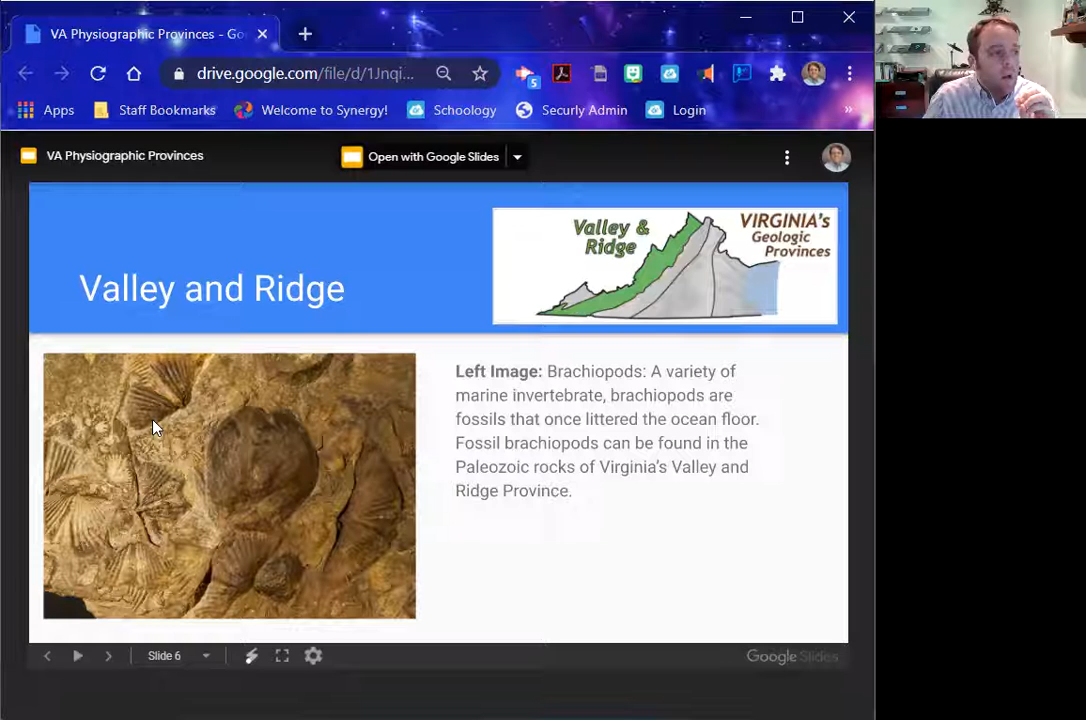 VA Physiographic Provinces - Go
drive.google.com/file/d/1Jnqi...
5
Apps
Staff Bookmarks
Welcome to Synergy!
Schoology
Securly Admin
Login
»
VA Physiographic Provinces
Open with Google Slides
Valley and Ridge
Valley &
Ridge
VIRGINIA's
Geologic
Provinces
Left Image: Brachiopods: A variety of
marine invertebrate, brachiopods are
fossils that once littered the ocean floor.
Fossil brachiopods can be found in the
Paleozoic rocks of Virginia's Valley and
Ridge Province.
Slide 6
Google Slides